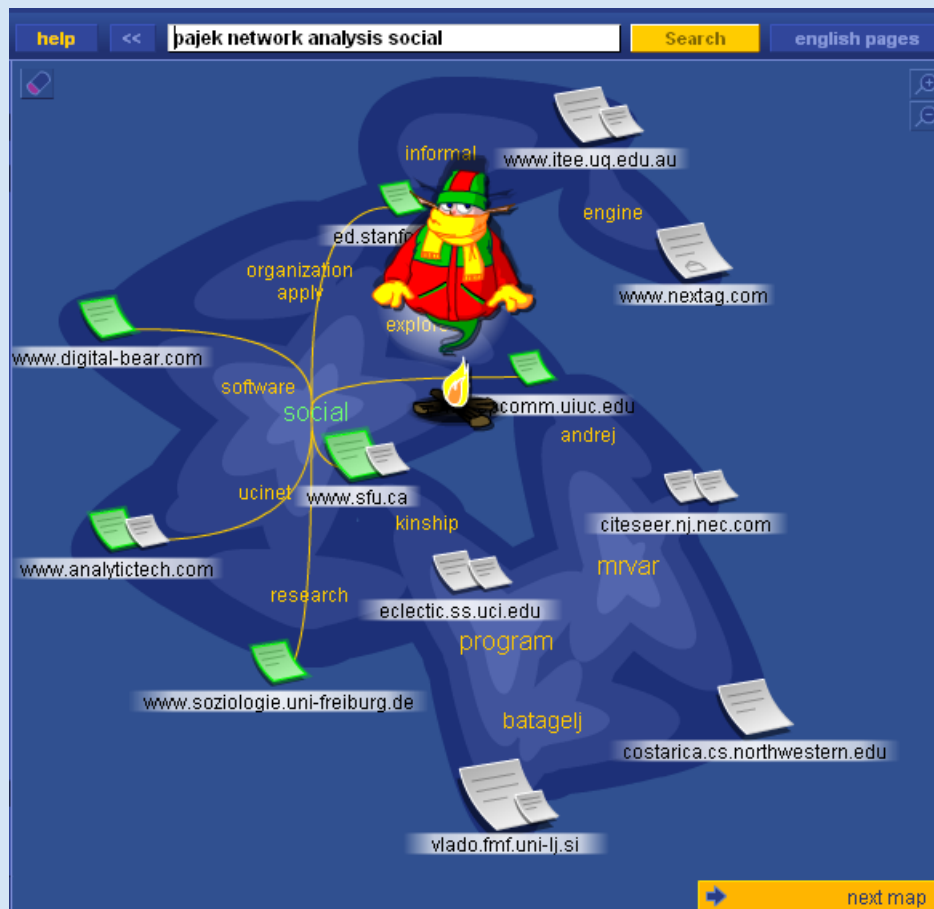 help
<<
pajek network analysis social
Search
english pages
informal
www.itee.uq.edu.au
engine
ed.stanf
organization
apply
www.nextag.com
explor
www.digital-bear.com
software
social
comm.uiuc.edu
andrej
ucinet
www.sfu.ca
citeseer.nj.nec.com
kinship
www.analytictech.com
mrvar
research
eclectic.ss.uci.edu
program
www.soziologie.uni-freiburg.de
batagelj
costarica.cs.northwestern.edu
vlado.fmf.uni-lj.si
next map